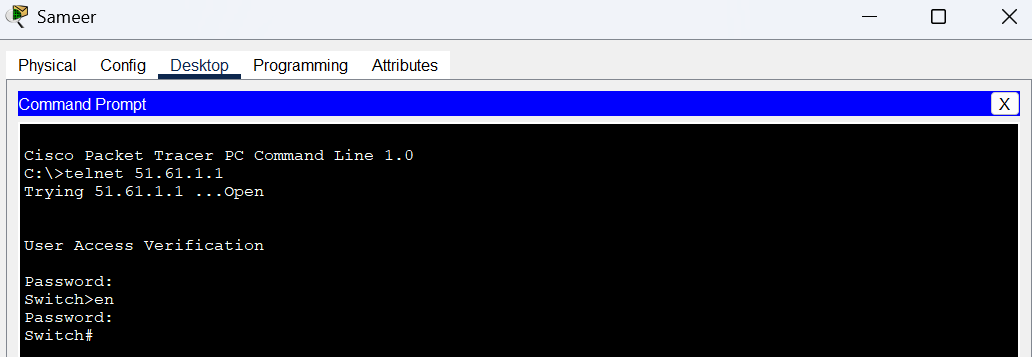 Sameer
Physical Config Desktop Programming Attributes
Command Prompt X
Cisco Packet Tracer PC Command Line 1.0
C:\>telnet 51.61.1.1
Trying 51.61.1.1 ...Open
User Access Verification
Password:
Switch>en
Password:
Switch#